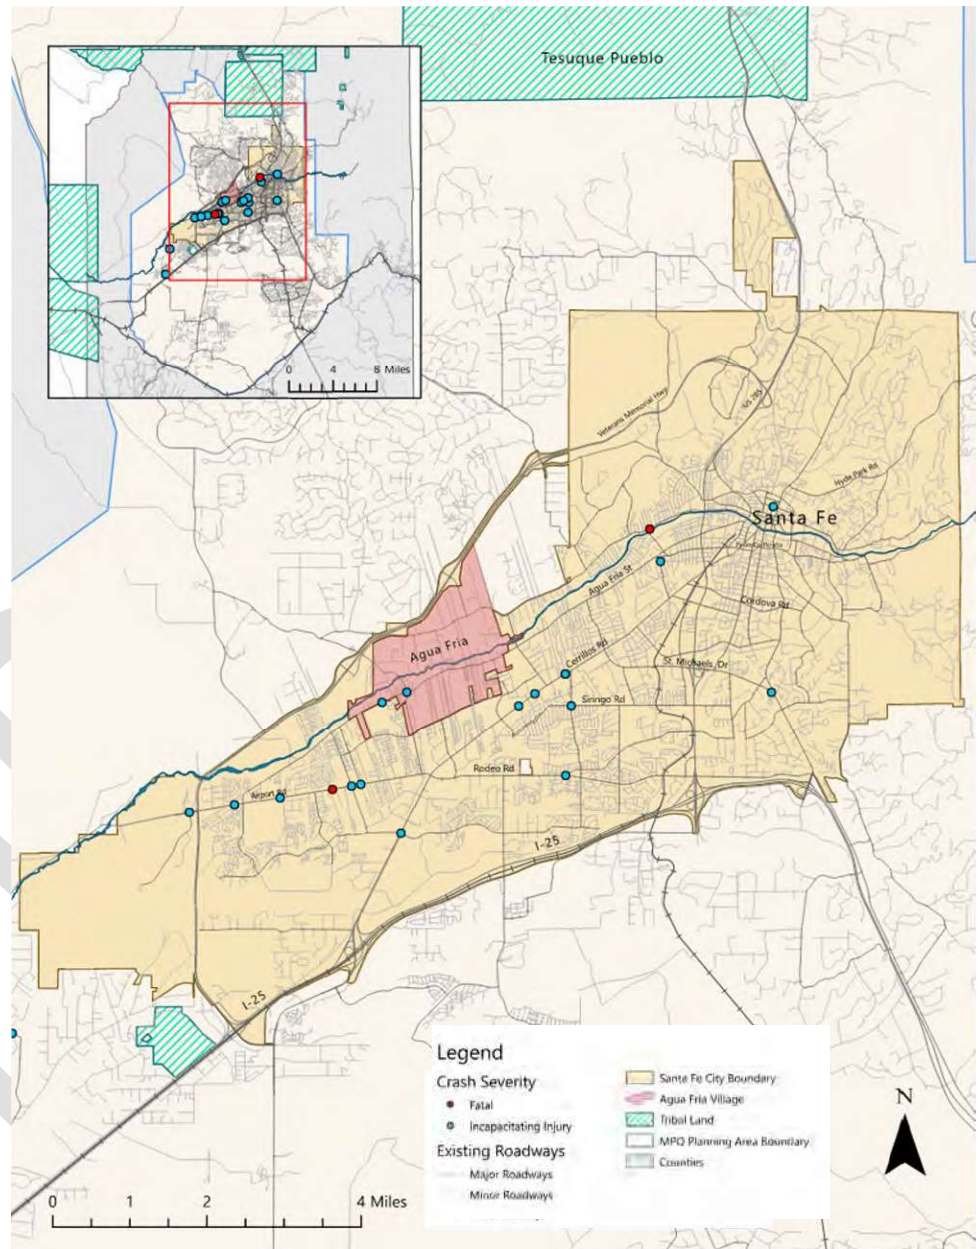 Tesuque Pueblo
0 4 8 Miles
Veterans Memorial Hwy
US 285
Hyde Park Rd
Santa Fe
Agua Fria St
Cordova Rd
Agua Fria
Cerrillos Rd
St. Michaels Dr
Siringo Rd
Rodeo Rd
Airport Rd
I-25
I-25
Legend
Crash Severity
Fatal
Incapacitating Injury
Existing Roadways
Major Roadways
Minor Roadways
Santa Fe City Boundary
Agua Fria Village
Tribal Land
MPO Planning Area Boundary
Counties
N
0 2 4 Miles